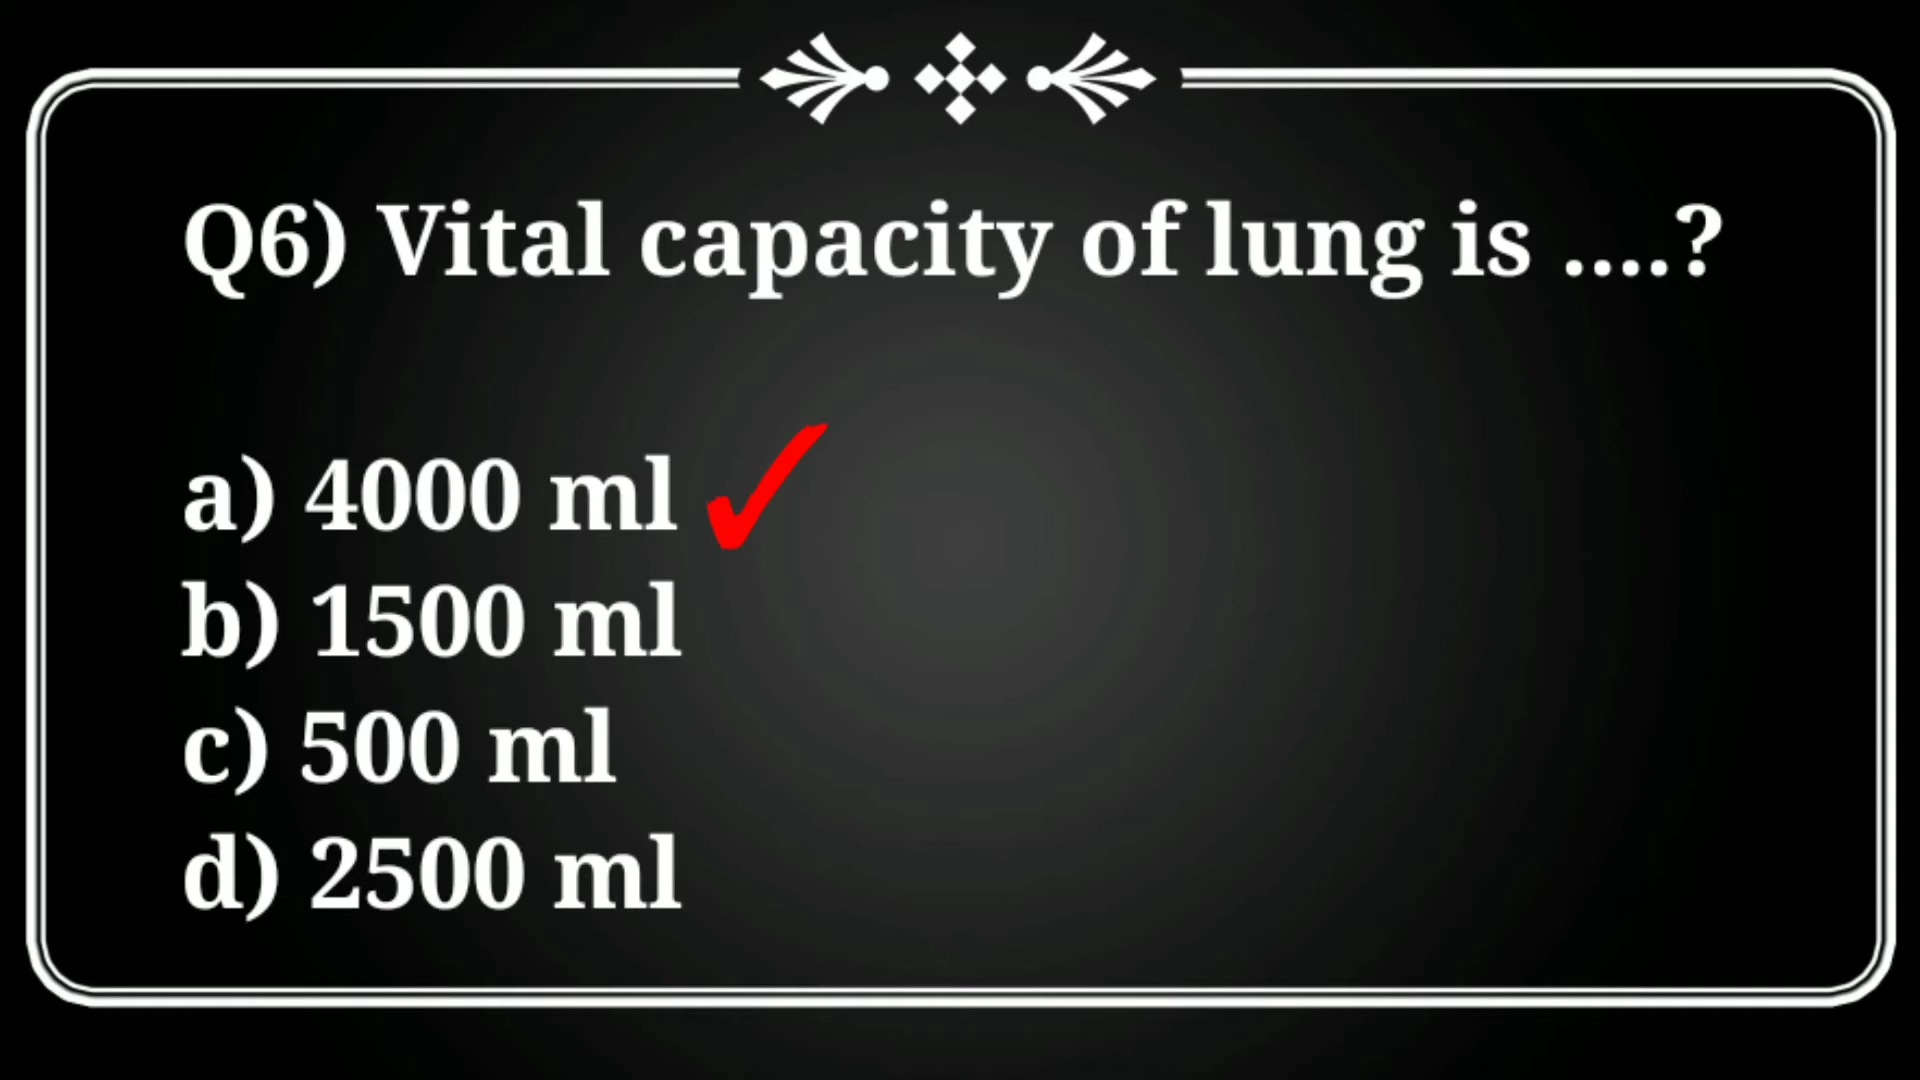 Q6) Vital capacity of lung is ....?
a) 4000 ml
b) 1500 ml
c) 500 ml
d) 2500 ml